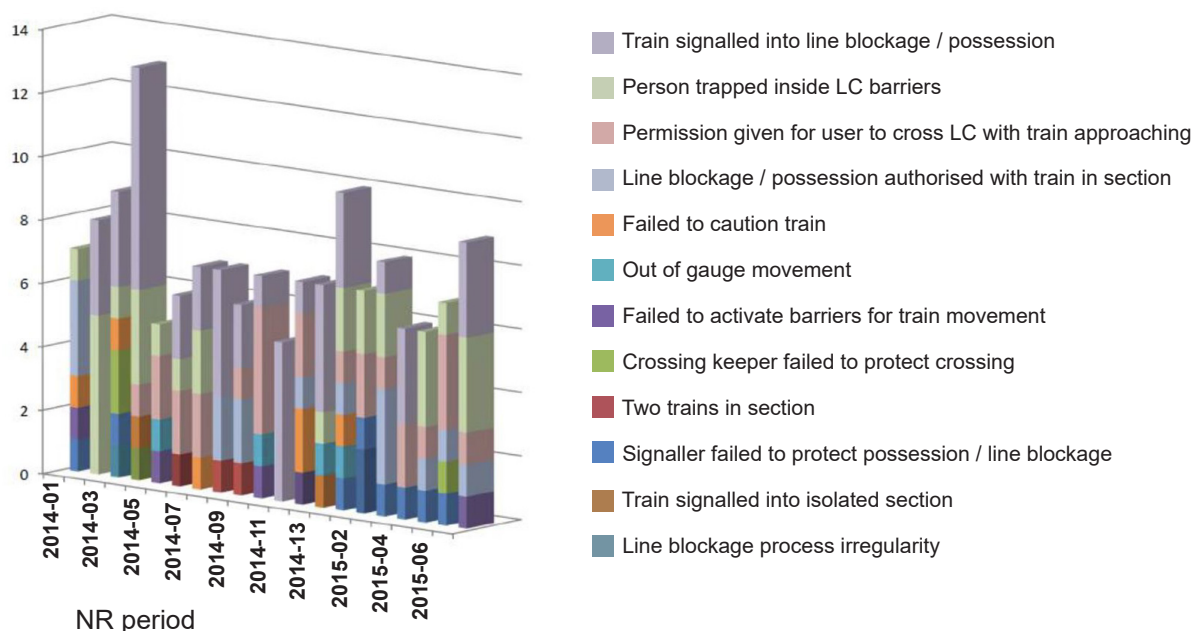 14
12
10
8
6
4
2
0
2014-01
2014-03
2014-05
2014-07
2014-09
2014-11
2014-13
2015-02
2015-04
2015-06
NR period
Train signalled into line blockage / possession
Person trapped inside LC barriers
Permission given for user to cross LC with train approaching
Line blockage / possession authorised with train in section
Failed to caution train
Out of gauge movement
Failed to activate barriers for train movement
Crossing keeper failed to protect crossing
Two trains in section
Signaller failed to protect possession / line blockage
Train signalled into isolated section
Line blockage process irregularity